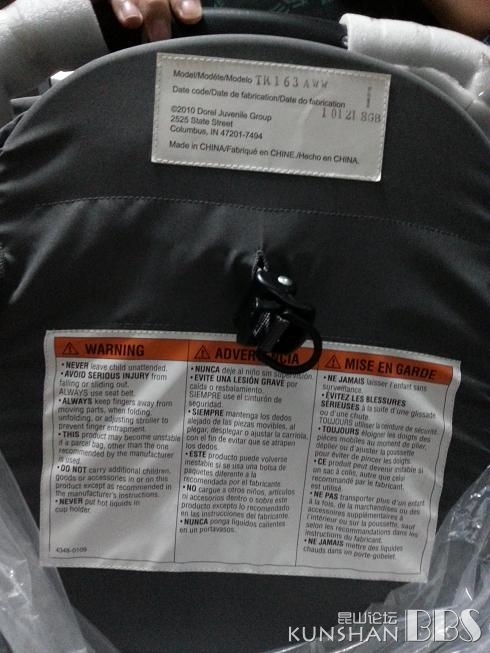 Model/Modèle/Modelo TR163AWW
Date code/Date de fabrication/Date do fabrication
10121 8GB
©2010 Dorel Juvenile Group
2525 State Street
Columbus, IN 47201-7494
Made in CHINA/Fabriqué en CHINE./Hecho en CHINA.
WARNING
• NEVER leave child unattended.
• AVOID SERIOUS INJURY from
falling or sliding out.
ALWAYS use seat belt.
• ALWAYS keep fingers away from
moving parts, when folding,
unfolding, or adjusting stroller to
prevent finger entrapment.
• THIS product may become unstable
if a parcel bag, other than the one
recommended by the manufacturer
is used.
• DO NOT carry additional children,
goods or accessories in or on this
product except as recommended in
the manufacturer's instructions.
• NEVER put hot liquids in
cup holder.
4348-0109
ADVERTENCIA
• NUNCA deje al niño sin supervisión.
• EVITE UNA LESIÓN GRAVE por
caída o resbalamiento.
SIEMPRE use el cinturón de
seguridad.
• SIEMPRE mantenga los dedos
alejado de las piezas movibles, al
plegar, desplegar o ajustar la carriola,
con el fin de evitar que se atrapen
los dedos.
• ESTE producto puede volverse
inestable si se usa una bolsa de
paquetes diferente a la
recomendada por el fabricante
• NO cargue a otros niños, artículos
ni accesorios dentro o sobre este
producto excepto lo recomendado
en las instrucciones del fabricante.
• NUNCA ponga líquidos calientes
en un portavasos.
MISE EN GARDE
• NE JAMAIS laisser l'enfant sans
surveillance.
• ÉVITEZ LES BLESSURES
SÉRIEUSES à la suite d'une glissade
ou d'une
TOUJOURS utiliser la ceinture de sécurité
• TOUJOURS éloigner les doigts des
pièces mobiles au moment de plier,
déplier ou d'ajuster la poussette
pour éviter de pincer les doigts.
• CE produit peut devenir instable si
un sac à colis, autre que celui
recommandé par le fabricant
est utilisé.
• NE PAS transporter plus d'un enfant
à la fois, de la marchandises ou des
accessoires supplémentaires à
l'intérieur ou sur la poussette, sauf
selon les recommandations dans les
instructions du fabricant.
• NE JAMAIS mettre des liquides
chauds dans un porte-gobelet.
昆山论坛
KUNSHAN BBS